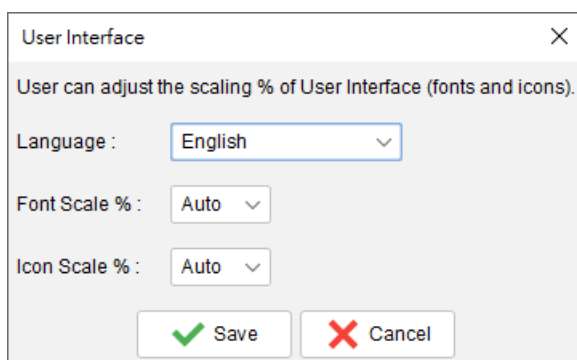 User Interface
User can adjust the scaling % of User Interface (fonts and icons).
Language :
English
Font Scale % :
Auto
Icon Scale % :
Auto
Save
Cancel